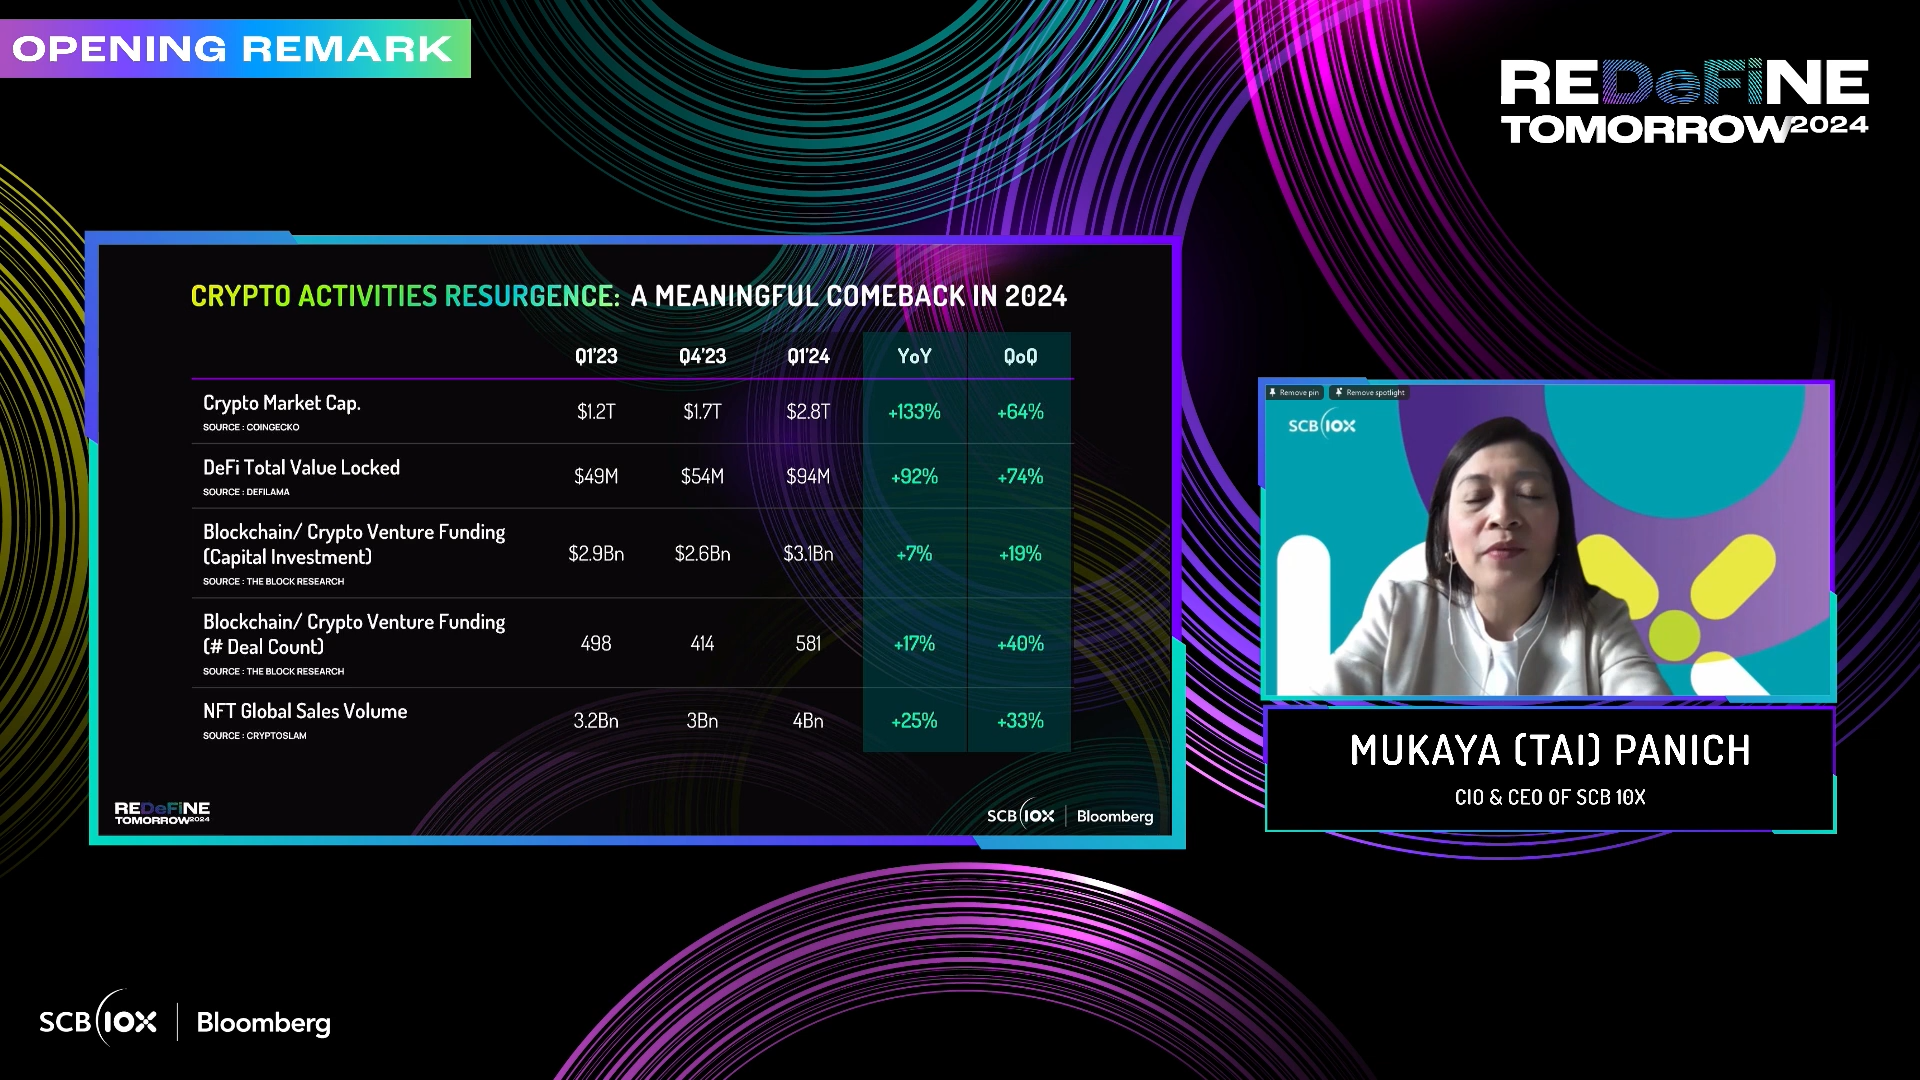 OPENING REMARK
REDeFiNE
TOMORROW2024
CRYPTO ACTIVITIES RESURGENCE: A MEANINGFUL COMEBACK IN 2024
Q1'23 Q4'23 Q1'24 YoY QoQ
Crypto Market Cap. $1.2T $1.7T $2.8T +133% +64%
SOURCE : COINGECKO
DeFi Total Value Locked $49M $54M $94M +92% +74%
SOURCE : DEFILAMA
Blockchain/ Crypto Venture Funding
(Capital Investment) $2.9Bn $2.6Bn $3.1Bn +7% +19%
SOURCE : THE BLOCK RESEARCH
Blockchain/ Crypto Venture Funding
(# Deal Count) 498 414 581 +17% +40%
SOURCE : THE BLOCK RESEARCH
NFT Global Sales Volume 3.2Bn 3Bn 4Bn +25% +33%
SOURCE : CRYPTOSLAM
REDeFiNE
TOMORROW2024
SCB 10X | Bloomberg
Remove pin Remove spotlight
SCB 10X
MUKAYA (TAI) PANICH
CIO & CEO OF SCB 10X
SCB 10X | Bloomberg